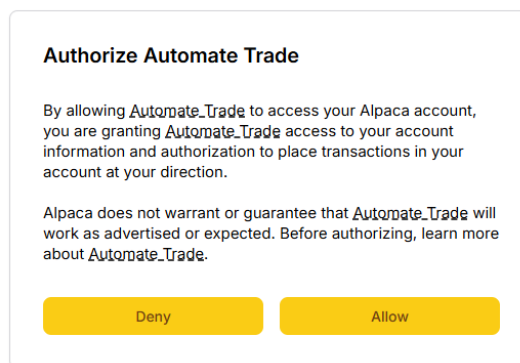 Authorize Automate Trade
By allowing Automate Trade to access your Alpaca account,
you are granting Automate Trade access to your account
information and authorization to place transactions in your
account at your direction.
Alpaca does not warrant or guarantee that Automate Trade will
work as advertised or expected. Before authorizing, learn more
about Automate Trade.
Deny
Allow